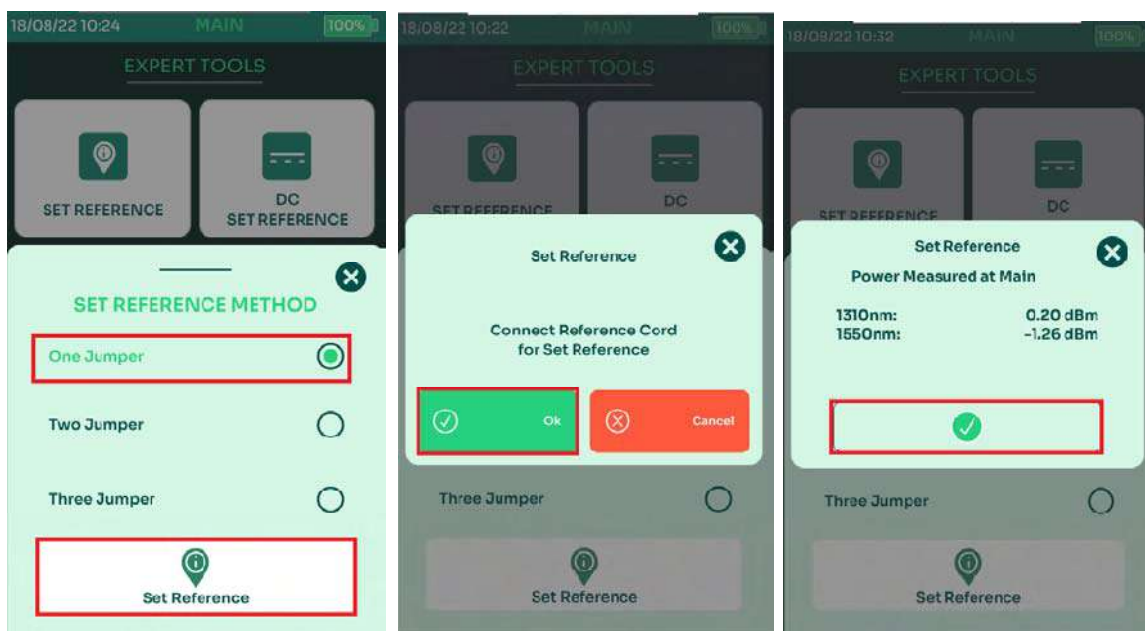 18/08/22 10:24 MAIN 100%
EXPERT TOOLS
SET REFERENCE
DC
SET REFERENCE
SET REFERENCE METHOD
One Jumper
Two Jumper
Three Jumper
Set Reference
18/08/22 10:22 MAIN 100%
EXPERT TOOLS
SET REFERENCE
DC
Set Reference
Connect Reference Cord
for Set Reference
Ok
Cancel
Three Jumper
Set Reference
18/08/22 10:32 MAIN 100%
EXPERT TOOLS
SET REFERENCE
DC
Set Reference
Power Measured at Main
1310nm: 0.20 dBm
1550nm: -1.26 dBm
Three Jumper
Set Reference